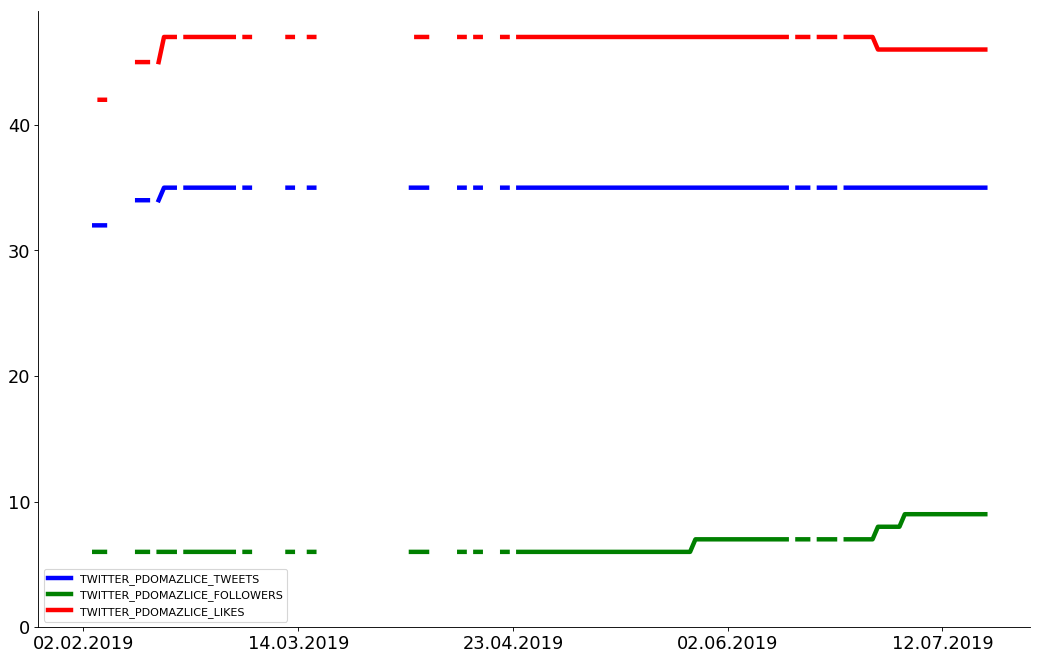 40
30
20
10
0
TWITTER_PDOMAZLICE_TWEETS
TWITTER_PDOMAZLICE_FOLLOWERS
TWITTER_PDOMAZLICE_LIKES
02.02.2019 14.03.2019 23.04.2019 02.06.2019 12.07.2019